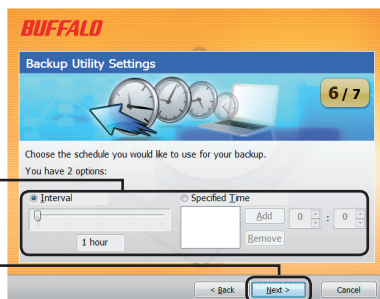 BUFFALO
Backup Utility Settings
6 / 7
Choose the schedule you would like to use for your backup.
You have 2 options:
Interval
Specified Time
Add
0 : 0
1 hour
Remove
< Back
Next >
Cancel